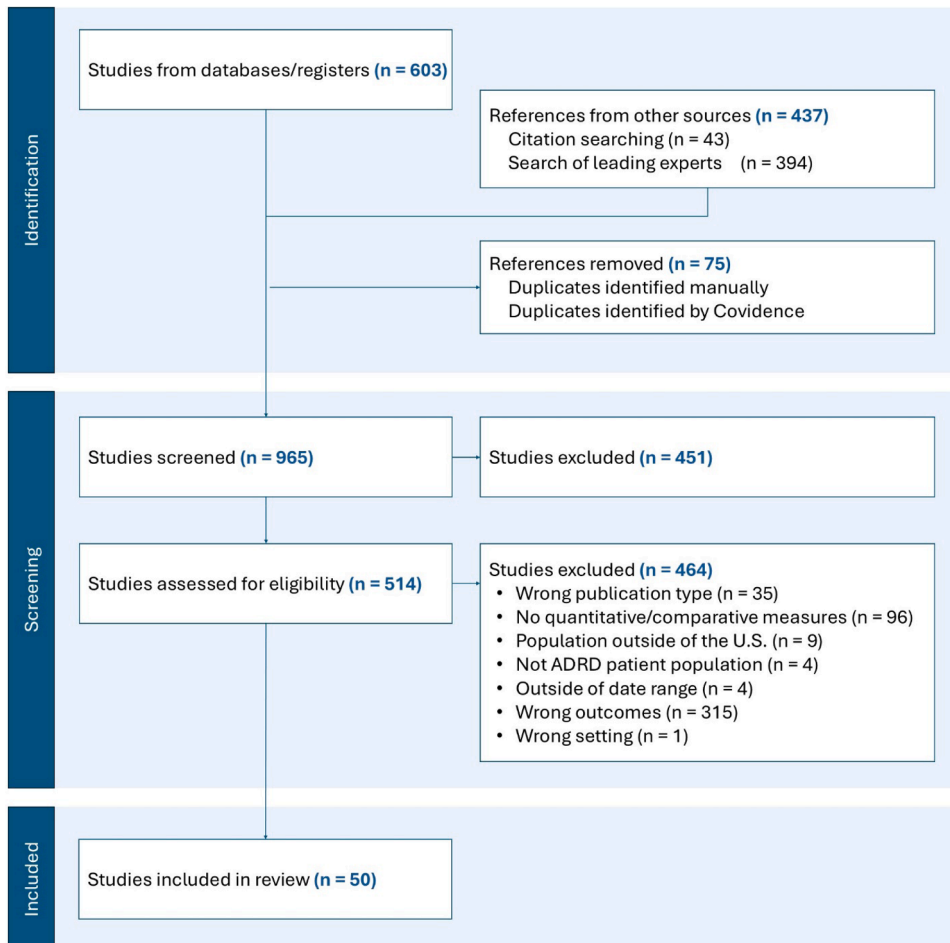 Identification
Studies from databases/registers (n = 603)
References from other sources (n = 437)
Citation searching (n = 43)
Search of leading experts (n = 394)
References removed (n = 75)
Duplicates identified manually
Duplicates identified by Covidence
Screening
Studies screened (n = 965)
Studies excluded (n = 451)
Studies assessed for eligibility (n = 514)
Studies excluded (n = 464)
• Wrong publication type (n = 35)
• No quantitative/comparative measures (n = 96)
• Population outside of the U.S. (n = 9)
• Not ADRD patient population (n = 4)
• Outside of date range (n = 4)
• Wrong outcomes (n = 315)
• Wrong setting (n = 1)
Included
Studies included in review (n = 50)